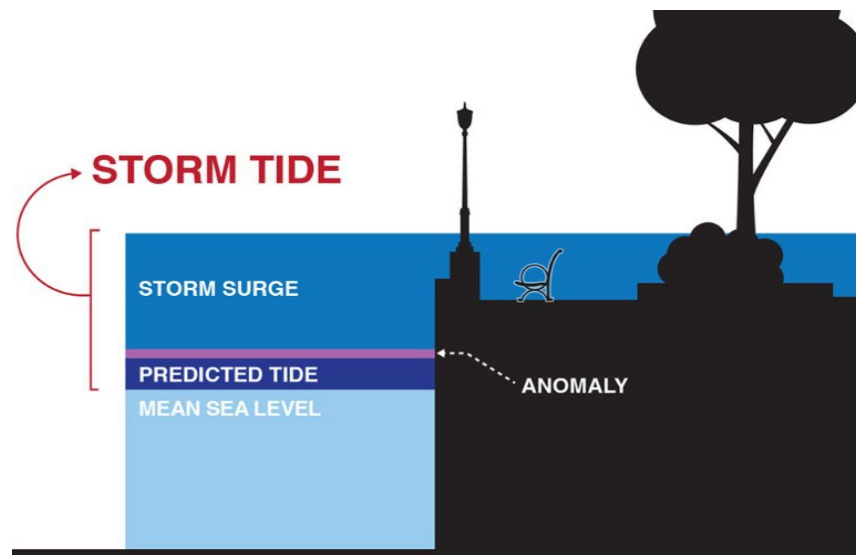 STORM TIDE
STORM SURGE
PREDICTED TIDE
ANOMALY
MEAN SEA LEVEL